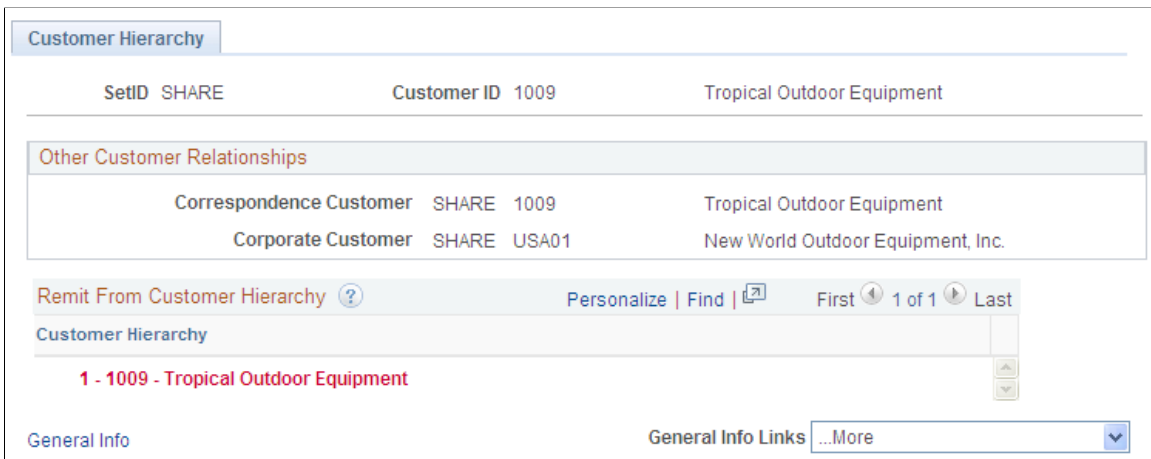 Customer Hierarchy
SetID SHARE Customer ID 1009 Tropical Outdoor Equipment
Other Customer Relationships
Correspondence Customer SHARE 1009 Tropical Outdoor Equipment
Corporate Customer SHARE USA01 New World Outdoor Equipment, Inc.
Remit From Customer Hierarchy ? Personalize | Find | First 1 of 1 Last
Customer Hierarchy
1 - 1009 - Tropical Outdoor Equipment
General Info General Info Links ...More